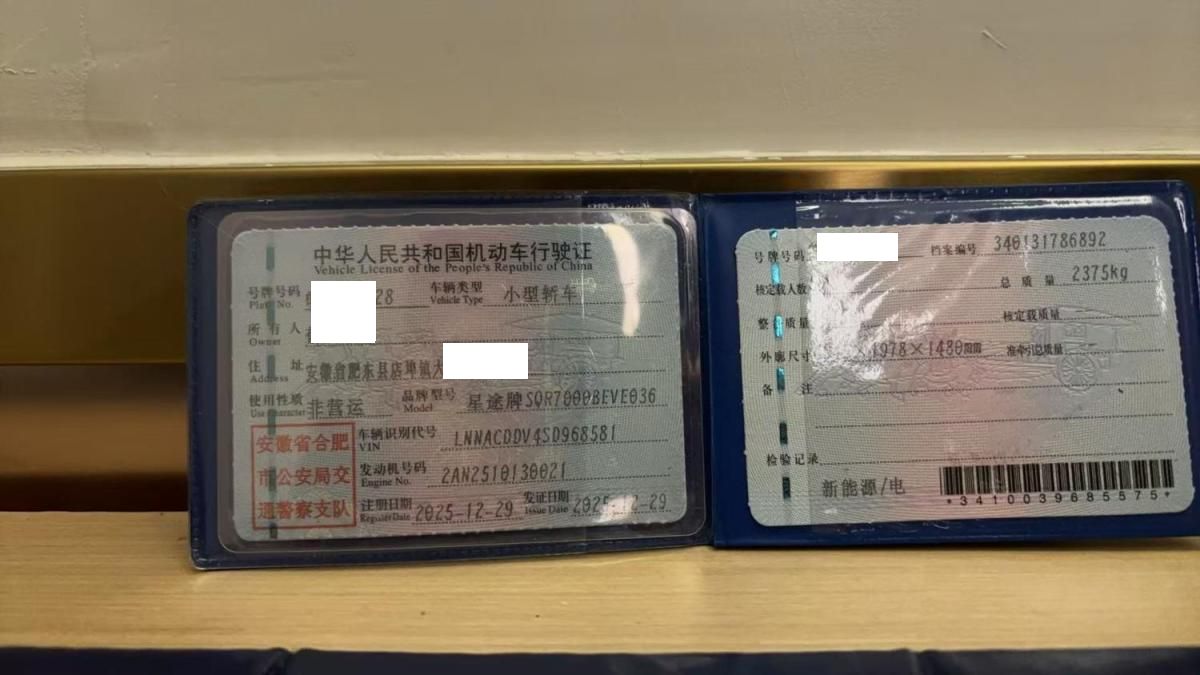 中华人民共和国机动车行驶证
Vehicle License of the People's Republic of China
号牌号码 28 车辆类型 小型轿车
Plate No. Vehicle Type
所有人
Owner
住址 安徽省肥东县店埠镇
Address
使用性质 非营运 品牌型号 星途牌SQR7000BEVE036
Use Character Model
安徽省合肥
市公安局交
通警察支队
车辆识别代号 LNNACDDV4SD968581
VIN
发动机号码 2AN2510130021
Engine No.
注册日期 2025-12-29 发证日期 2025-12-29
Register Date Issue Date
号牌号码 档案编号 340131786892
核定载人数 总质量 2375kg
整 质量 核定载质量
外廓尺寸 1978×1480 准牵引总质量
备注
检验记录
新能源/电
*3410039685575*